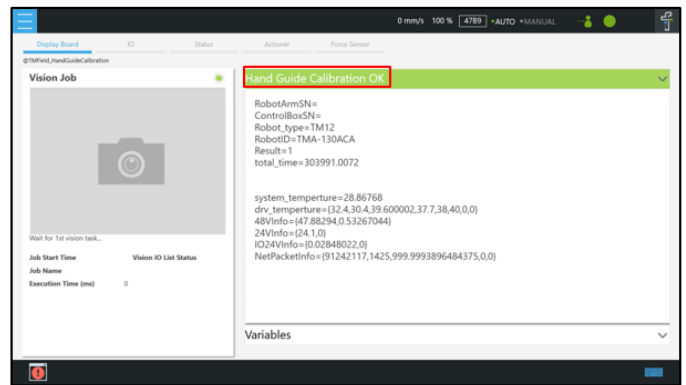 0 mm/s 100 % 4789 •AUTO •MANUAL
Display Board IO Status Actioner Force Sensor
@TMField_HandGuideCalibration
Vision Job
Wait for 1st vision task...
Job Start Time Vision IO List Status
Job Name
Execution Time (ms) 0
Hand Guide Calibration OK
RobotArmSN=
ControlBoxSN=
Robot_type=TM12
RobotID=TMA-130ACA
Result=1
total_time=303991.0072
system_temperture=28.86768
drv_temperture={32.4,30.4,39.600002,37.7,38,40,0,0}
48VInfo={47.88294,0.53267044}
24VInfo={24.1,0}
IO24VInfo={0.02848022,0}
NetPacketInfo={91242117,1425,999.9993896484375,0,0}
Variables